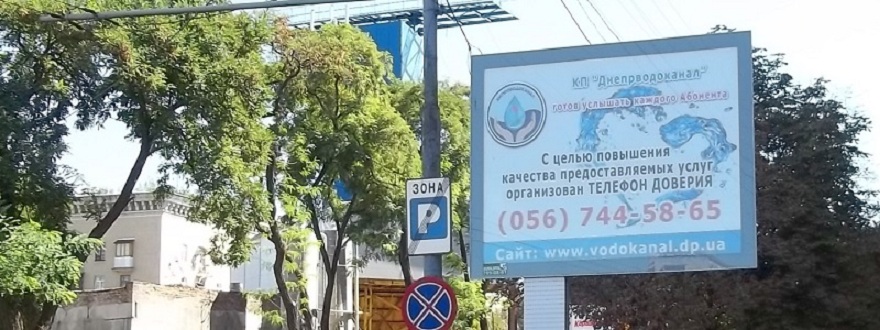 КП "Днепрводоканал"
готов услышать каждого абонента
С целью повышения
качества предоставляемых услуг
организован ТЕЛЕФОН ДОВЕРИЯ
(056) 744-58-65
Сайт: www.vodokanal.dp.ua
ЗОНА
P